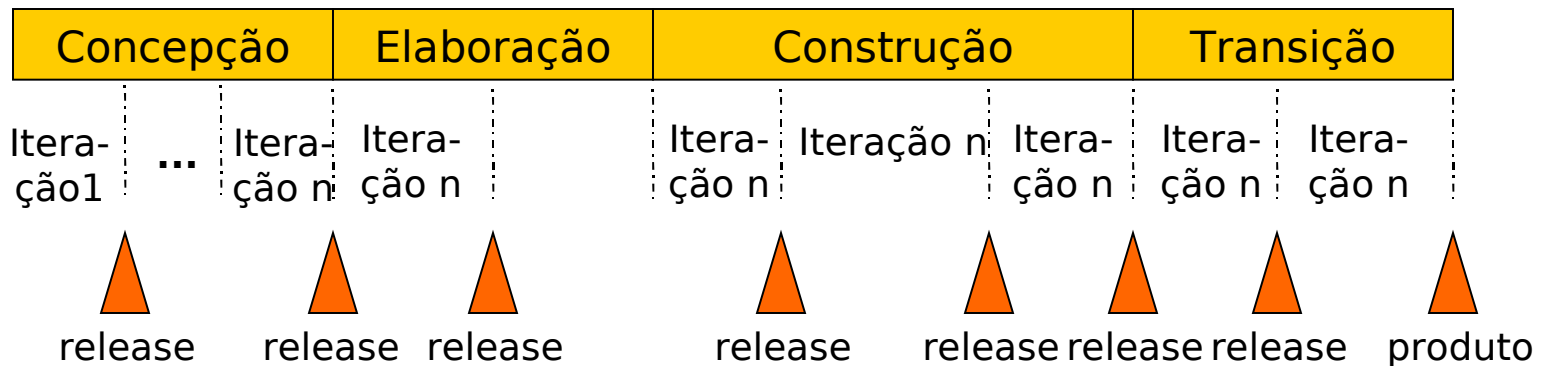 Concepção Elaboração Construção Transição
Itera-
ção1
...
Itera-
ção n
Itera-
ção n
Itera-
ção n
Iteração n
Itera-
ção n
Itera-
ção n
Itera-
ção n
release release release release release release release produto